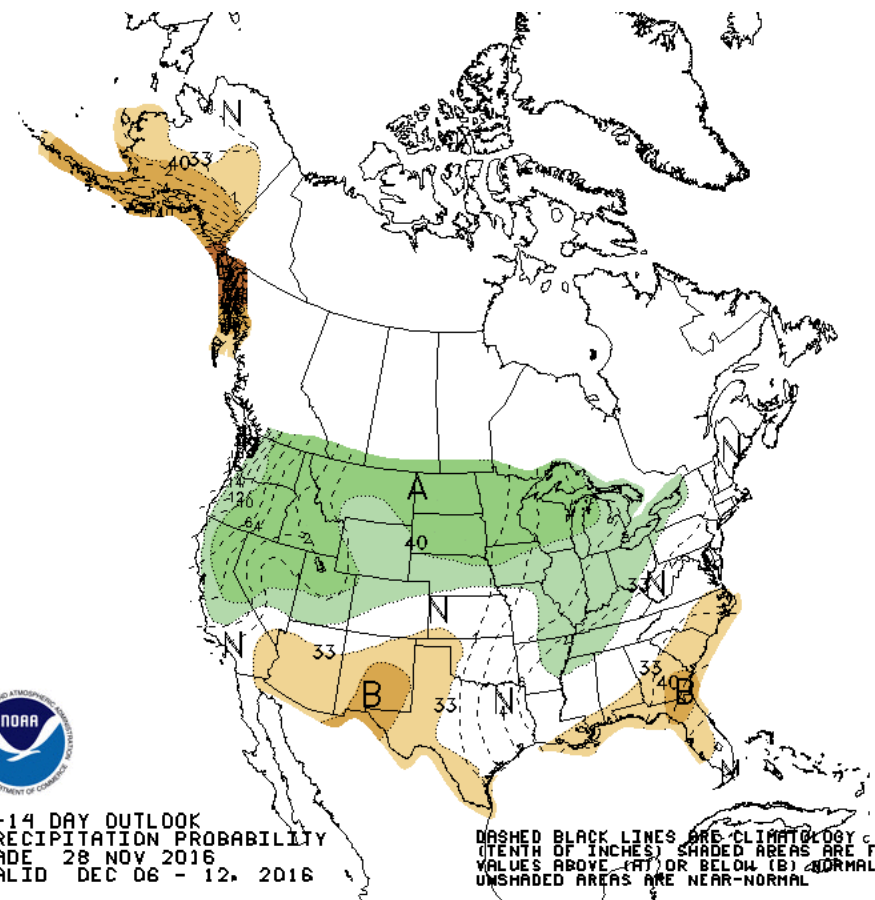 N
40 33
A
40
33
N
N
N
33
B
33
N
33
40
B
N
N
NOAA
-14 DAY OUTLOOK
RECIPITATION PROBABILITY
ADE 28 NOV 2016
ALID DEC 06 - 12, 2016
DASHED BLACK LINES ARE CLIMATOLOGY
(TENTH OF INCHES) SHADED AREAS ARE F
VALUES ABOVE (A) OR BELOW (B) NORMAL
UNSHADED AREAS ARE NEAR-NORMAL